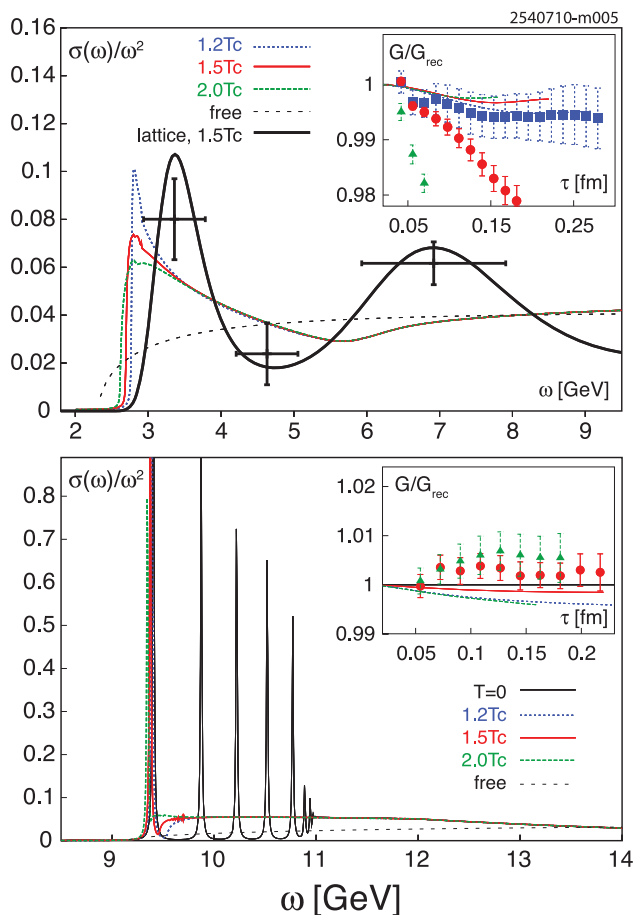 2540710-m005
0.16
0.14
0.12
0.1
0.08
0.06
0.04
0.02
0
σ(ω)/ω²
1.2Tc
1.5Tc
2.0Tc
free
lattice, 1.5Tc
G/Grec
1
0.99
0.98
τ [fm]
0.05 0.15 0.25
ω [GeV]
2 3 4 5 6 7 8 9
0.8
0.7
0.6
0.5
0.4
0.3
0.2
0.1
0
σ(ω)/ω²
G/Grec
1.02
1.01
1
0.99
τ [fm]
0.05 0.1 0.15 0.2
T=0
1.2Tc
1.5Tc
2.0Tc
free
9 10 11 12 13 14
ω [GeV]